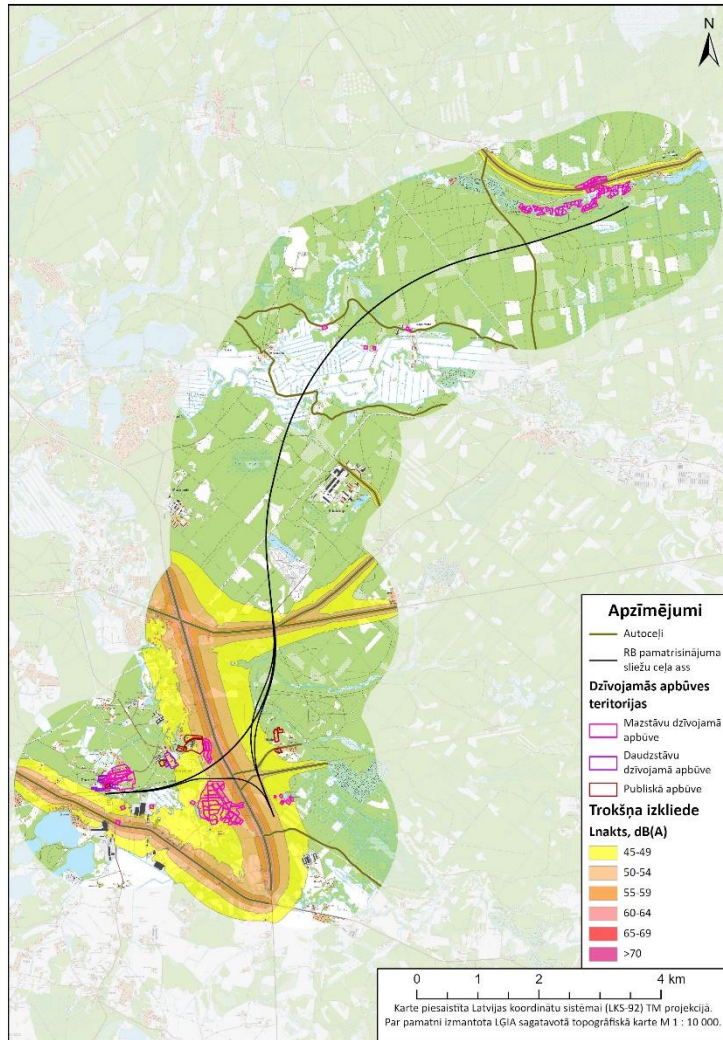 N
Apzīmējumi
Autoceļi
RB pamatrisinājuma
sliežu ceļa ass
Dzīvojamās apbūves
teritorijas
Mazstāvu dzīvojamā
apbūve
Daudzstāvu
dzīvojamā apbūve
Publiskā apbūve
Trokšņa izkliede
Lnakts, dB(A)
45-49
50-54
55-59
60-64
65-69
>70
0 1 2 4 km
Karte piesaistīta Latvijas koordinātu sistēmai (LKS-92) TM projekcijā.
Par pamatni izmantota LĢIA sagatavotā topogrāfiskā karte M 1 : 10 000.